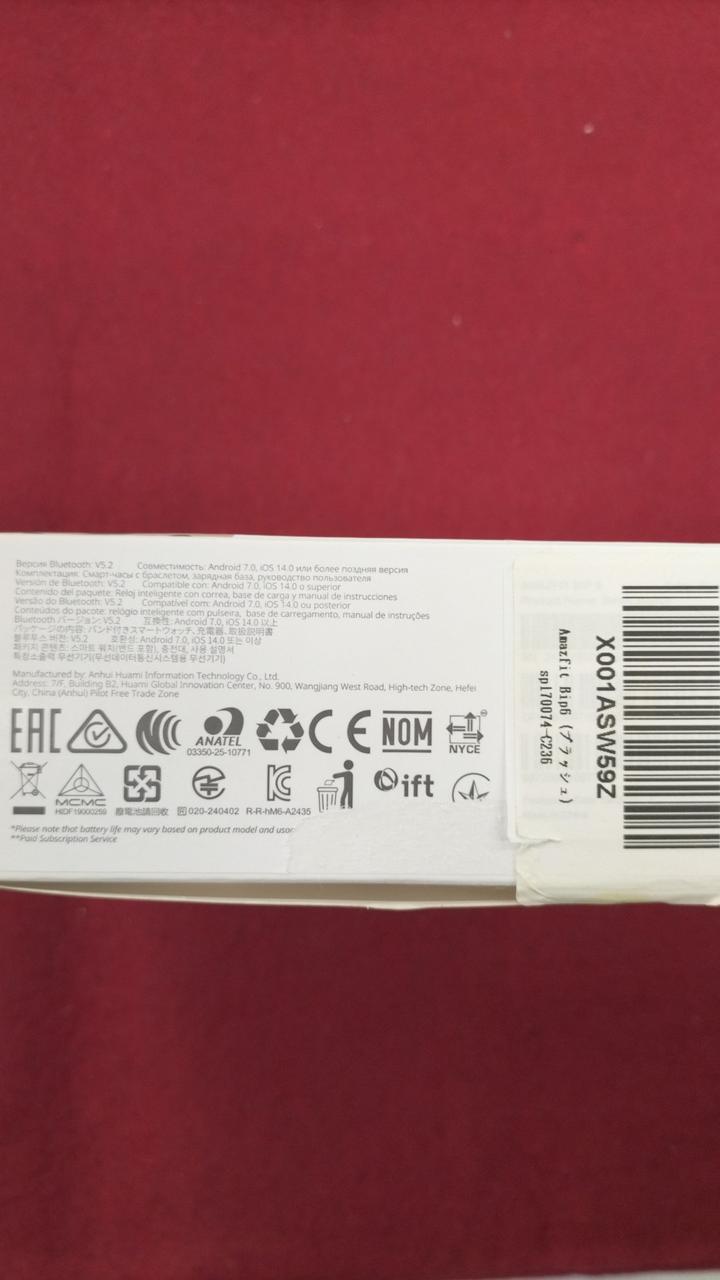 Версия Bluetooth: V5.2 Совместимость: Android 7.0, iOS 14.0 или более поздняя версия
Комплектация: Смарт-часы с браслетом, зарядная база, руководство пользователя
Versión de Bluetooth: V5.2 Compatible con: Android 7.0, iOS 14.0 o superior
Contenido del paquete: Reloj inteligente con correa, base de carga y manual de instrucciones
Versão do Bluetooth: V5.2 Compatível com: Android 7.0, iOS 14.0 ou posterior
Conteúdos do pacote: relógio inteligente com pulseira, base de carregamento, manual de instruções
Bluetooth バージョン: V5.2 互換性: Android 7.0, iOS 14.0 以上
パッケージの内容: バンド付きスマートウォッチ、充電器、取扱説明書
블루투스 버전: V5.2 호환성: Android 7.0, iOS 14.0 또는 이상
패키지 콘텐츠: 스마트 워치(밴드 포함), 충전대, 사용 설명서
특정소출력 무선기기(무선데이터통신시스템용 무선기기)
Manufactured by: Anhui Huami Information Technology Co., Ltd.
Address: 7/F, Building B2, Huami Global Innovation Center, No. 900, Wangjiang West Road, High-tech Zone, Hefei
City, China (Anhui) Pilot Free Trade Zone
EAC
ANATEL
03350-25-10771
CE
NOM
NYCE
MCMC
HIDF19000259
廢電池請回收
020-240402
R-R-hM6-A2435
ift
*Please note that battery life may vary based on product model and
**Paid Subscription Service
X001ASW59Z
Amazfit Bip6 (ブラッシュ)
sp170074-C236